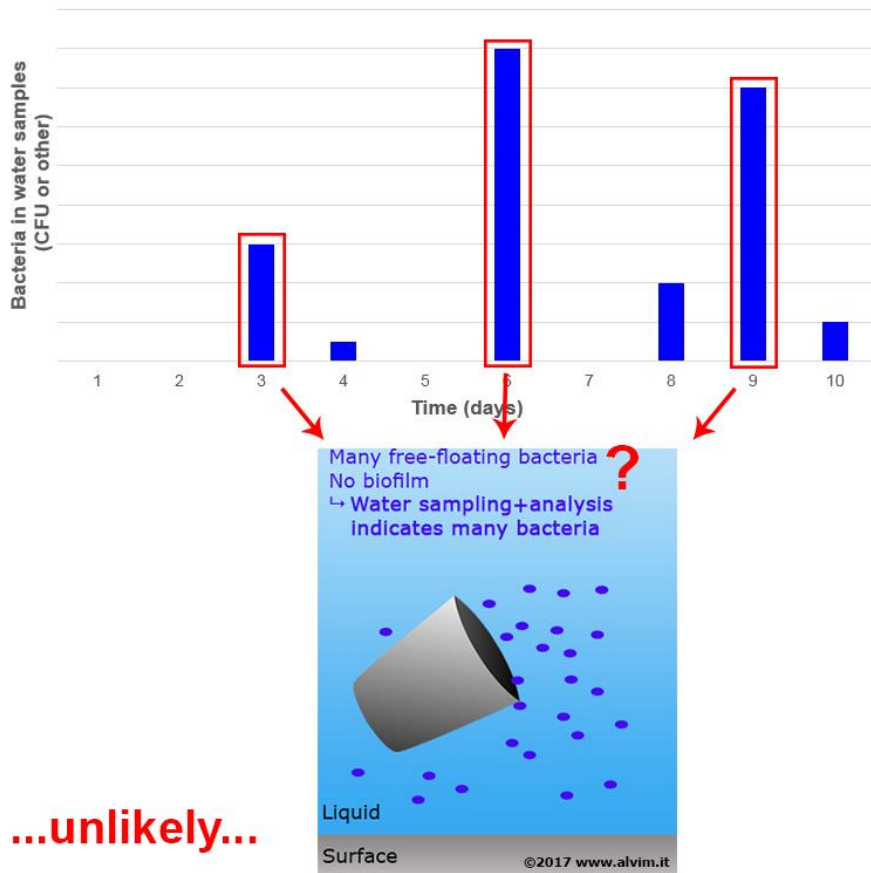 Bacteria in water samples
(CFU or other)
1 2 3 4 5 6 7 8 9 10
Time (days)
Many free-floating bacteria ?
No biofilm
↳ Water sampling+analysis
indicates many bacteria
Liquid
...unlikely...
Surface
©2017 www.alvim.it